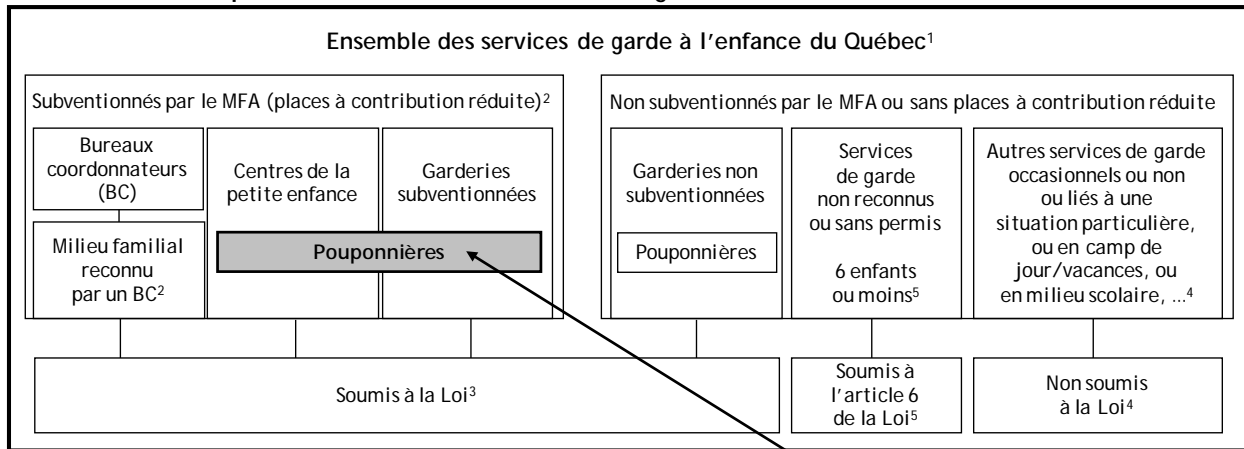 Ensemble des services de garde à l'enfance du Québec¹
Subventionnés par le MFA (places à contribution réduite)²
Bureaux
coordonnateurs
(BC)
Milieu familial
reconnu
par un BC²
Centres de la
petite enfance
Garderies
subventionnées
Pouponnières
Non subventionnés par le MFA ou sans places à contribution réduite
Garderies non
subventionnées
Pouponnières
Services
de garde
non reconnus
ou sans permis
6 enfants
ou moins⁵
Autres services de garde
occasionnels ou non
ou liés à une
situation particulière,
ou en camp de
jour/vacances, ou
en milieu scolaire, ...⁴
Soumis à la Loi³
Soumis à
l'article 6
de la Loi⁵
Non soumis
à la Loi⁴